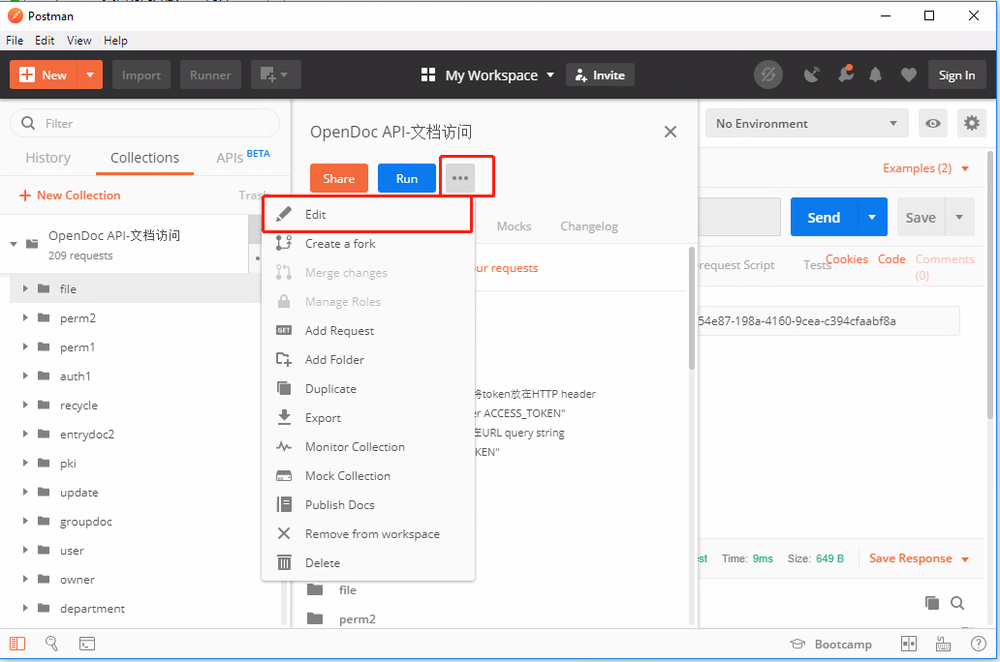 Postman
File Edit View Help
New Import Runner My Workspace Invite Sign In
Filter
History Collections APIs BETA
New Collection
OpenDoc API-文档访问
209 requests
file
perm2
perm1
auth1
recycle
entrydoc2
pki
update
groupdoc
user
owner
department
OpenDoc API-文档访问
Share Run
Mocks Changelog
Edit
Create a fork
Merge changes
Manage Roles
GET Add Request
Add Folder
Duplicate
Export
Monitor Collection
Mock Collection
Publish Docs
Remove from workspace
Delete
requests
将token放在HTTP header
ACCESS_TOKEN"
在URL query string
file
perm2
No Environment
Examples (2)
Send Save
Script Tests Cookies Code Comments (0)
54e87-198a-4160-9cea-c394cfaabf8a
Time: 9ms Size: 649 B Save Response
Bootcamp